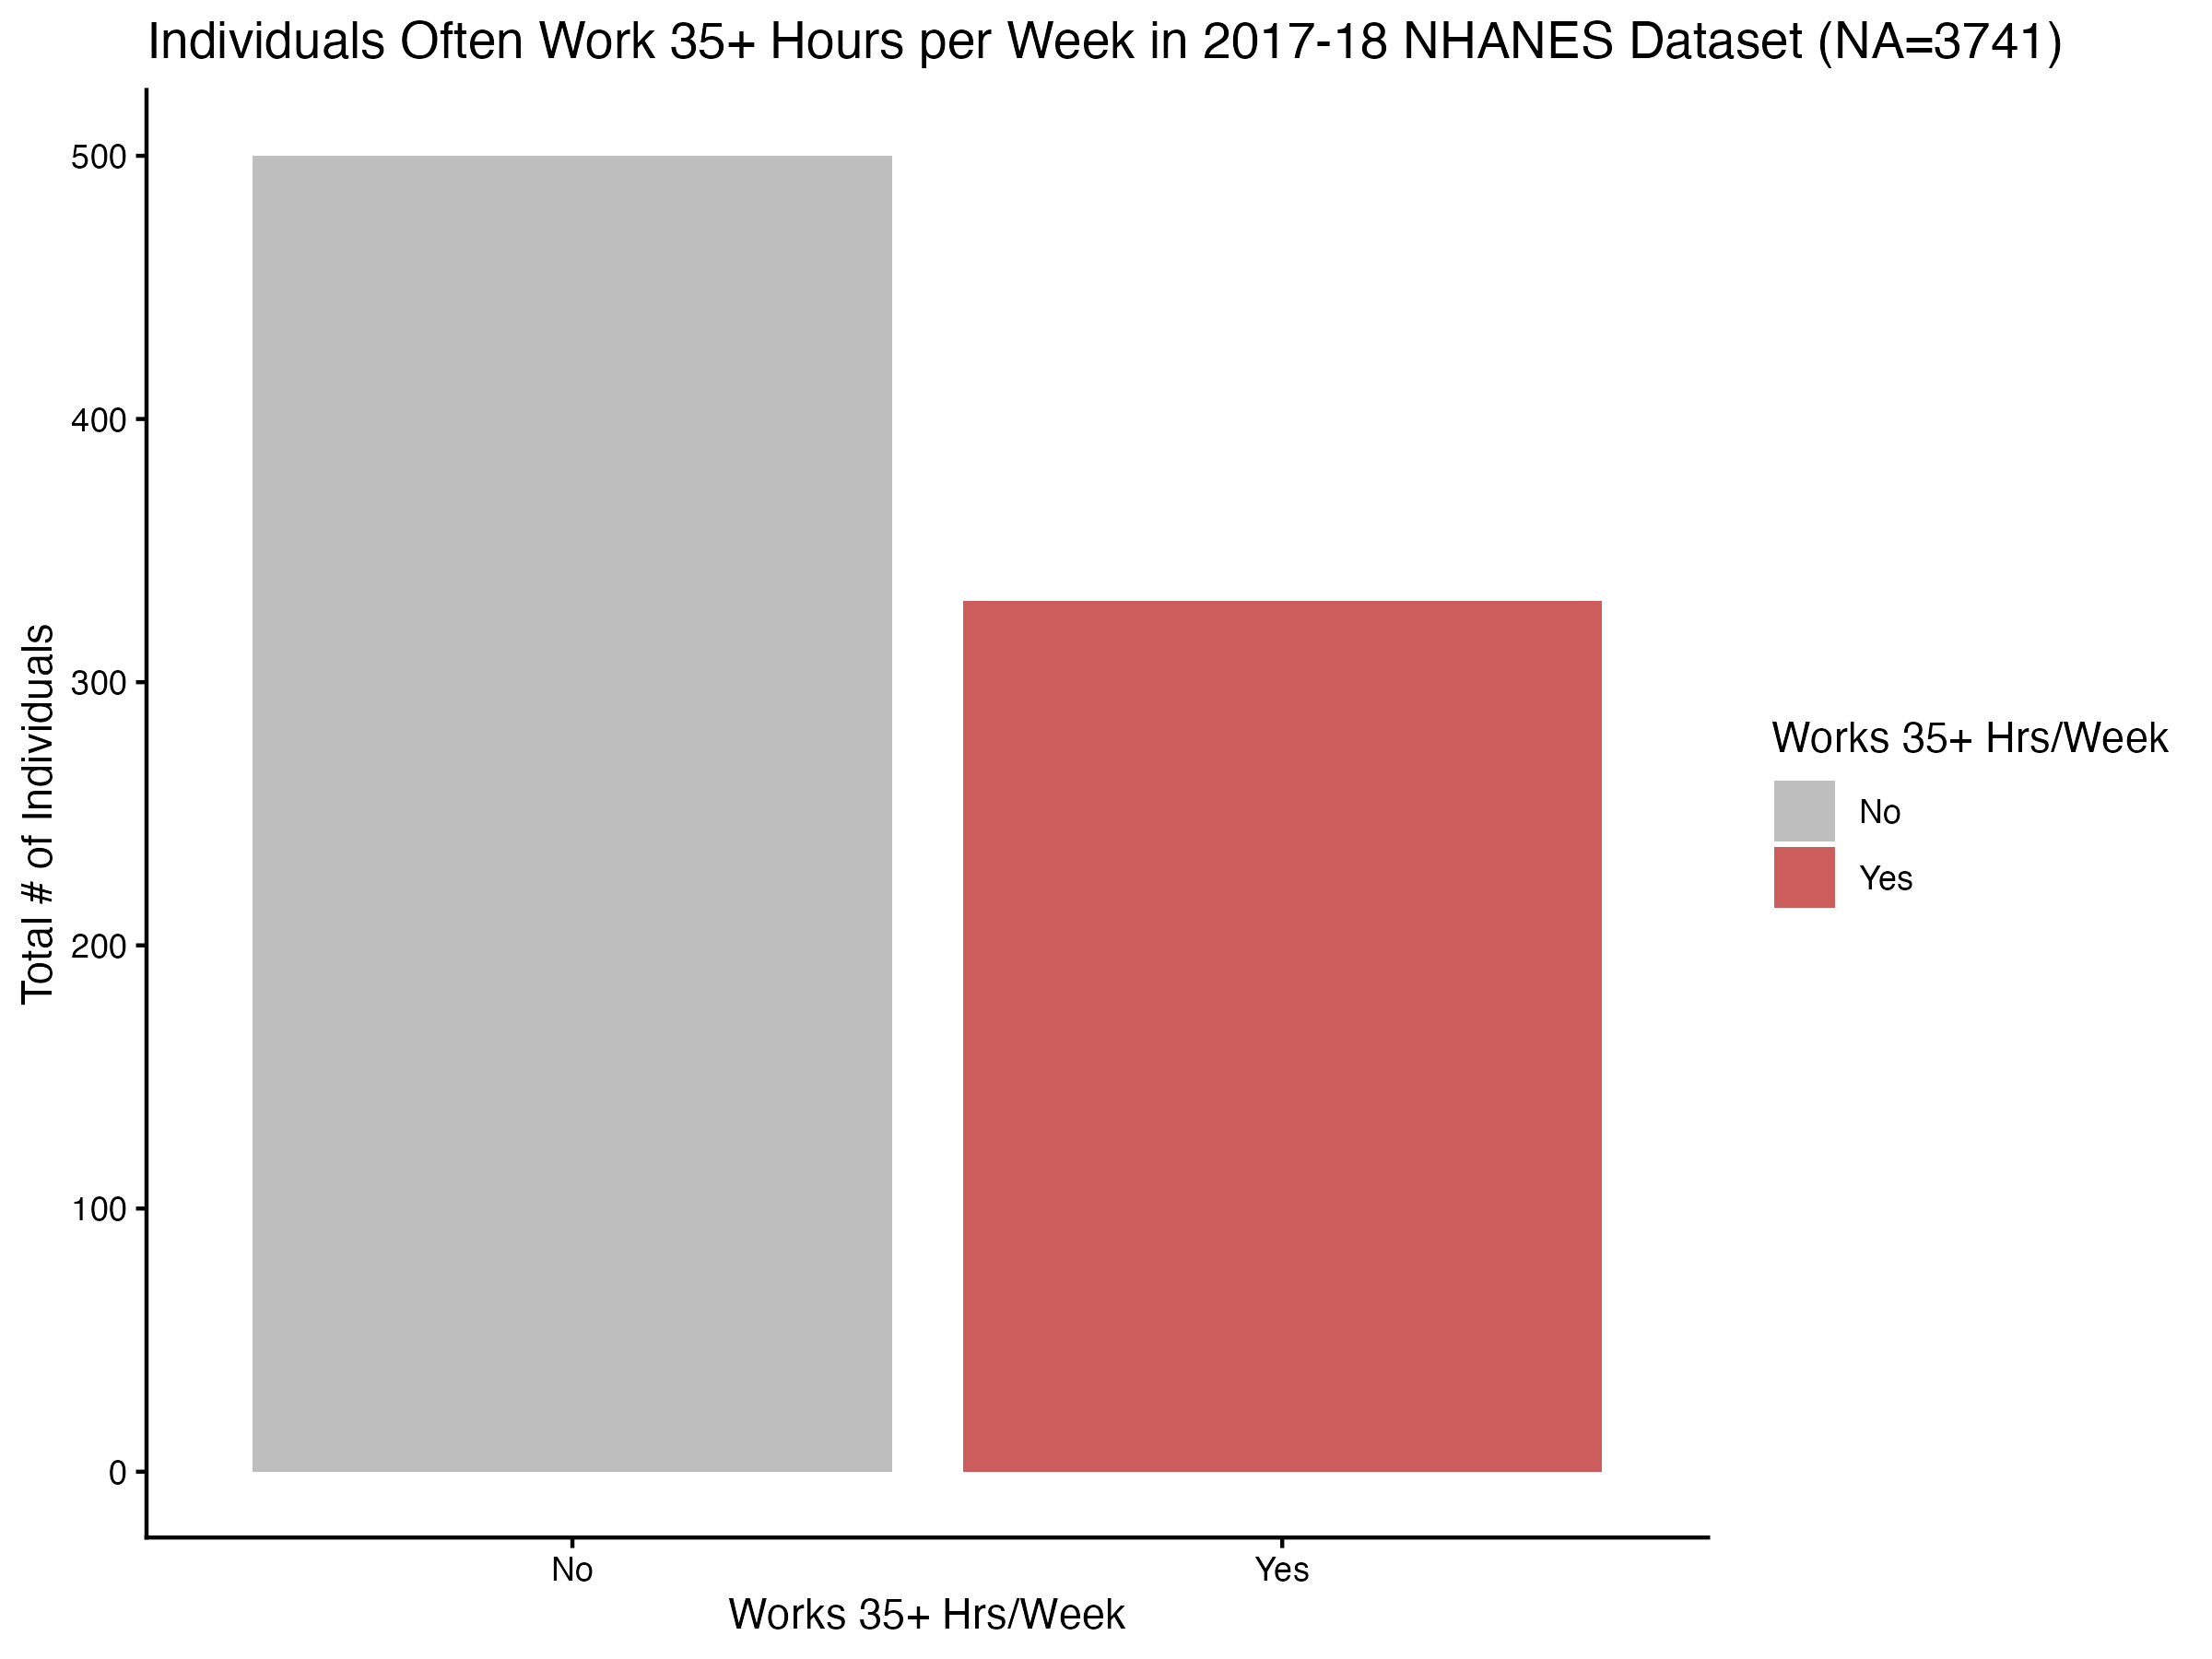 Individuals Often Work 35+ Hours per Week in 2017-18 NHANES Dataset (NA=3741)
Total # of Individuals
500
400
300
200
100
0
No
Yes
Works 35+ Hrs/Week
Works 35+ Hrs/Week
No
Yes